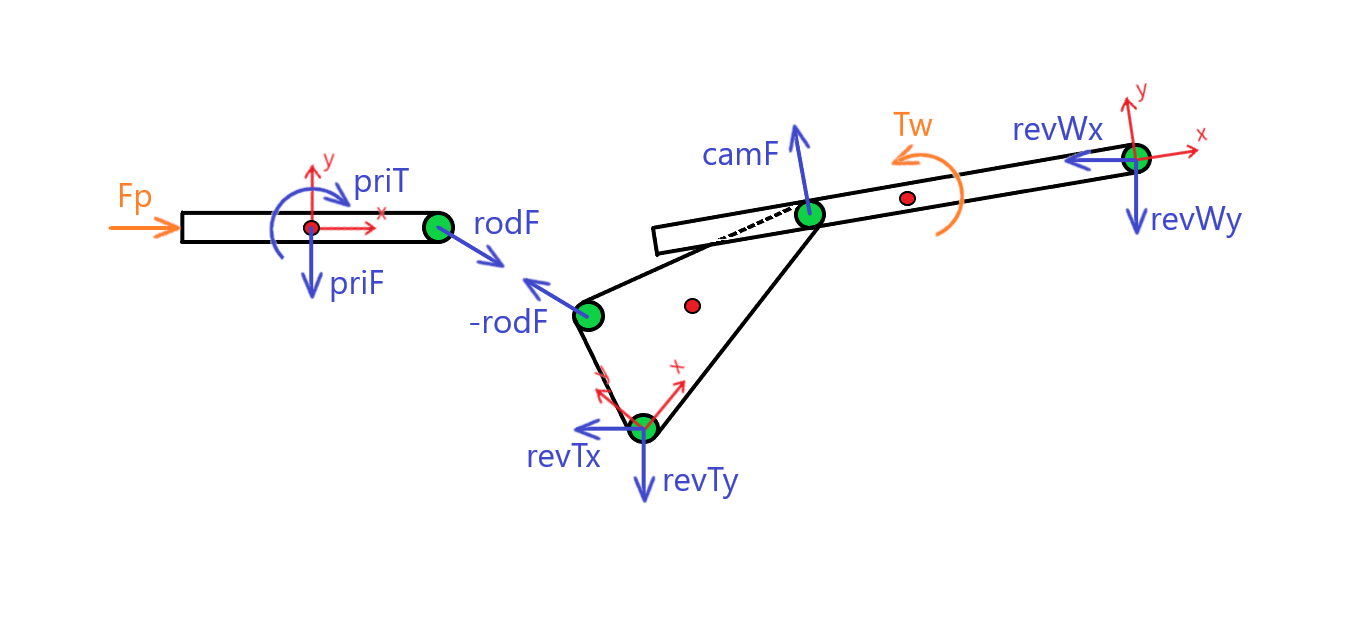 Fp
y
priT
x
priF
rodF
-rodF
camF
Tw
revWx
y
x
revWy
y
x
revTx
revTy